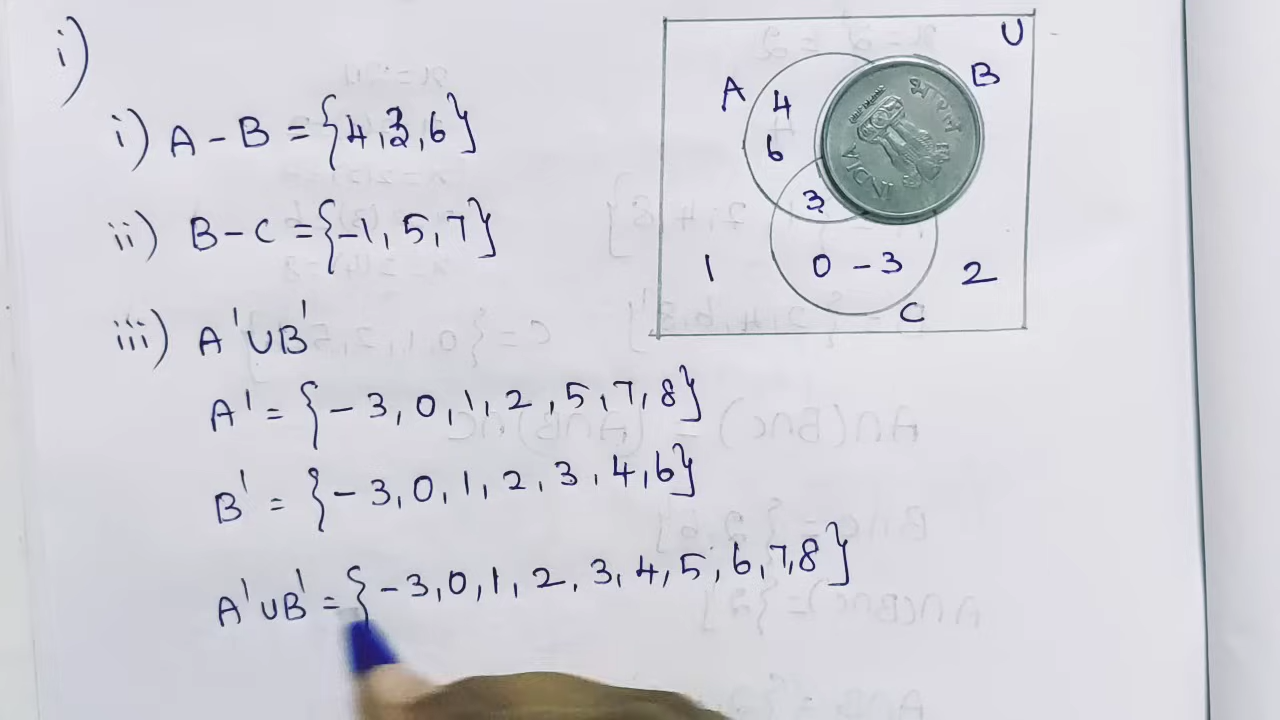 i)
i) A - B = {4, 3, 6}
ii) B - C = {-1, 5, 7}
iii) A' ∪ B'
A' = {-3, 0, 1, 2, 5, 7, 8}
B' = {-3, 0, 1, 2, 3, 4, 6}
A' ∪ B' = {-3, 0, 1, 2, 3, 4, 5, 6, 7, 8}
U
A
B
4
6
3
1
0 -3
2
C
भारत
INDIA